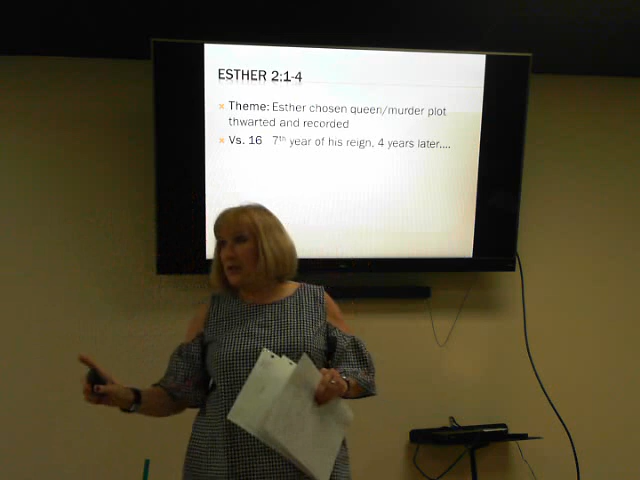 ESTHER 2:1-4
Theme: Esther chosen queen/murder plot
thwarted and recorded
Vs. 16 7th year of his reign, 4 years later....